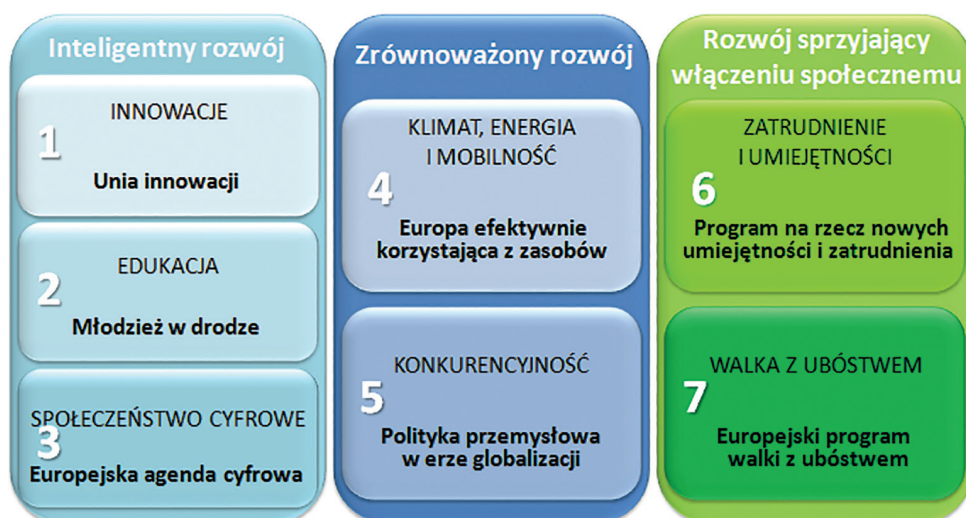 Inteligentny rozwój
1
INNOWACJE
Unia innowacji
2
EDUKACJA
Młodzież w drodze
3
SPOŁECZEŃSTWO CYFROWE
Europejska agenda cyfrowa
Zrównoważony rozwój
4
KLIMAT, ENERGIA
I MOBILNOŚĆ
Europa efektywnie
korzystająca z zasobów
5
KONKURENCYJNOŚĆ
Polityka przemysłowa
w erze globalizacji
Rozwój sprzyjający
włączeniu społecznemu
6
ZATRUDNIENIE
I UMIEJĘTNOŚCI
Program na rzecz nowych
umiejętności i zatrudnienia
7
WALKA Z UBÓSTWEM
Europejski program
walki z ubóstwem